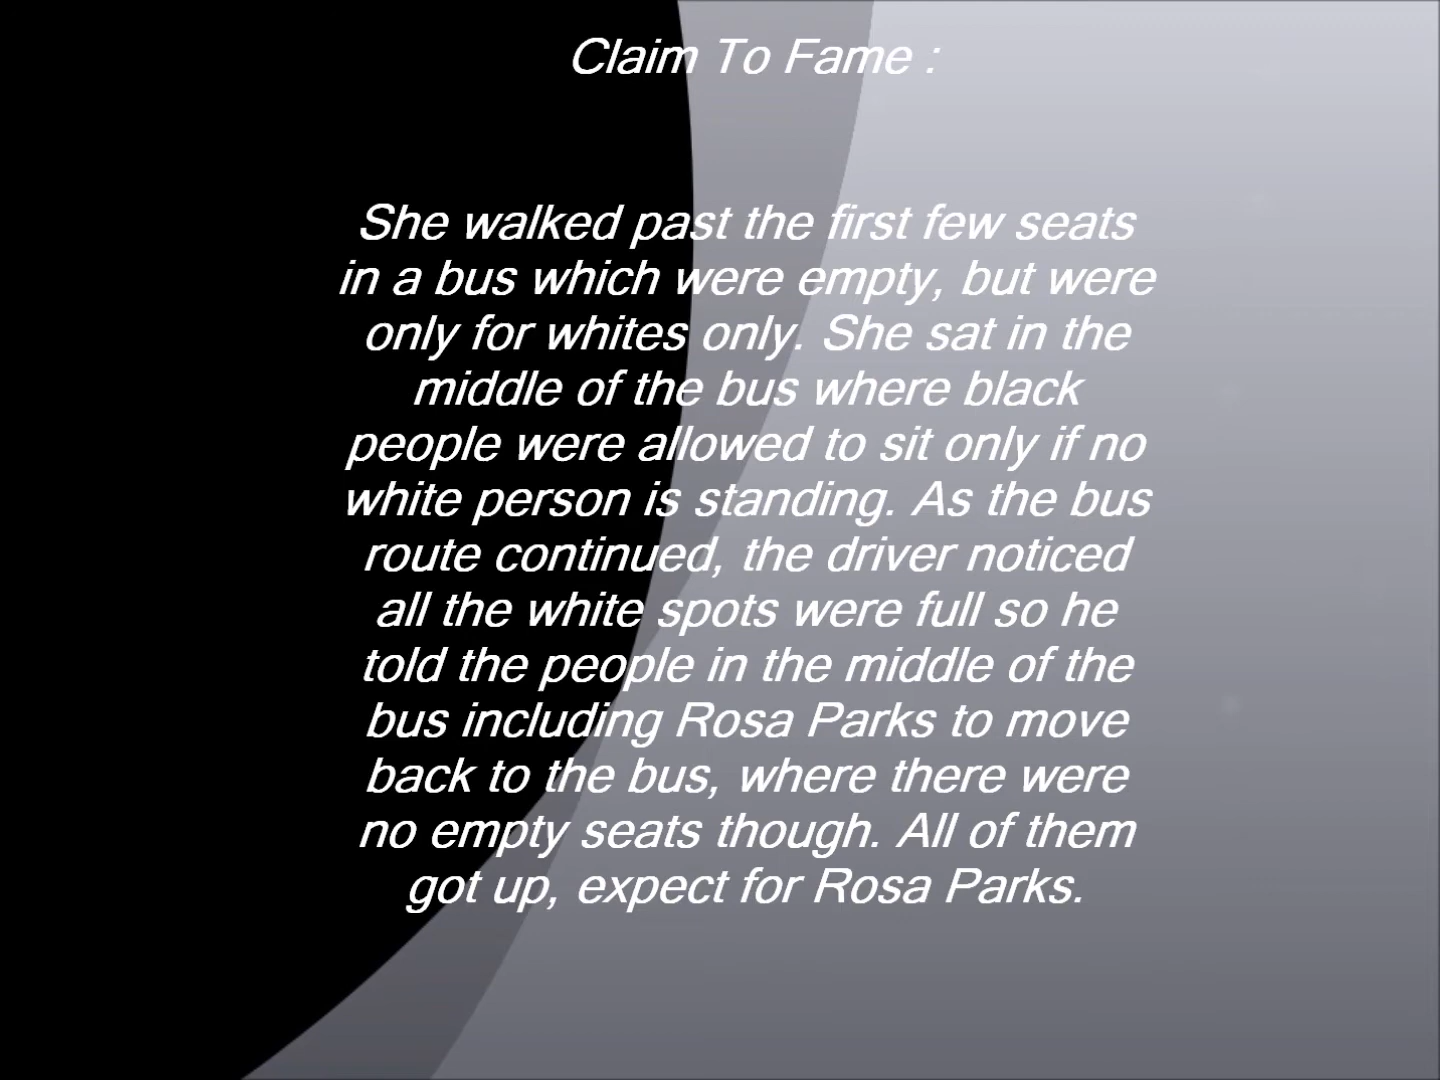 Claim To Fame :
She walked past the first few seats
in a bus which were empty, but were
only for whites only. She sat in the
middle of the bus where black
people were allowed to sit only if no
white person is standing. As the bus
route continued, the driver noticed
all the white spots were full so he
told the people in the middle of the
bus including Rosa Parks to move
back to the bus, where there were
no empty seats though. All of them
got up, expect for Rosa Parks.